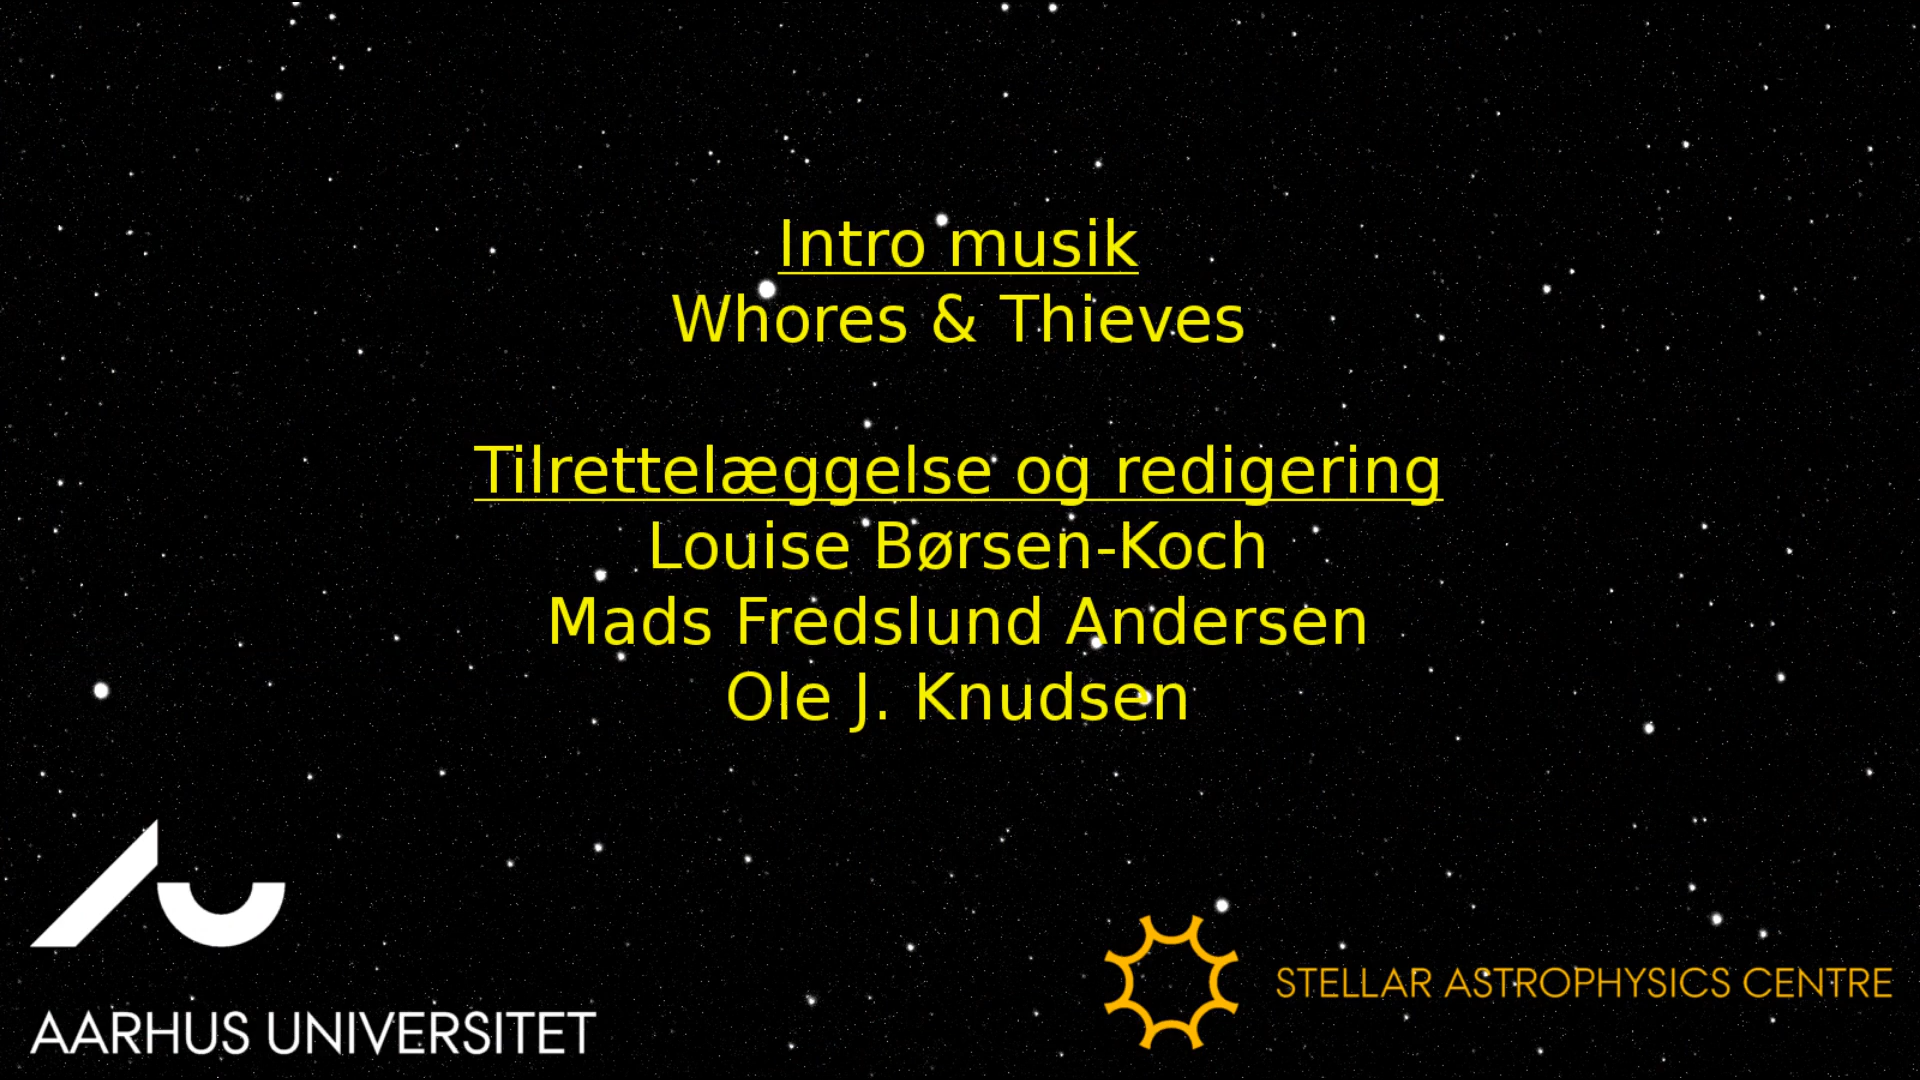 Intro musik
Whores & Thieves
Tilrettelæggelse og redigering
Louise Børsen-Koch
Mads Fredslund Andersen
Ole J. Knudsen
AARHUS UNIVERSITET
STELLAR ASTROPHYSICS CENTRE